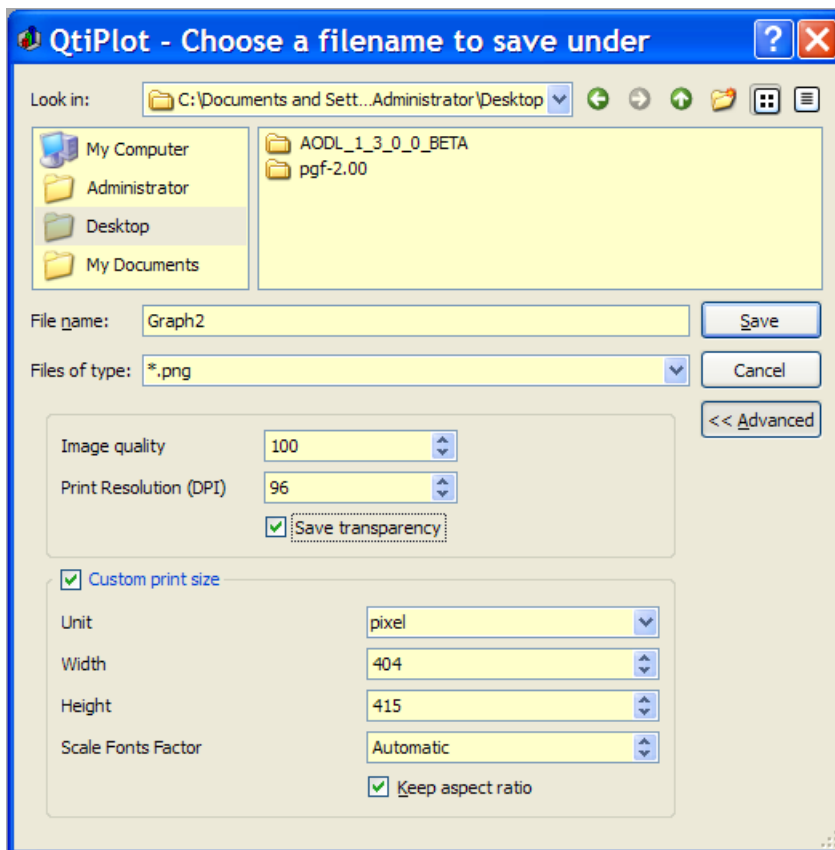 QtiPlot - Choose a filename to save under
Look in:
C:\Documents and Sett...Administrator\Desktop
My Computer
Administrator
Desktop
My Documents
AODL_1_3_0_0_BETA
pgf-2.00
File name:
Graph2
Save
Files of type:
*.png
Cancel
<< Advanced
Image quality
100
Print Resolution (DPI)
96
Save transparency
Custom print size
Unit
pixel
Width
404
Height
415
Scale Fonts Factor
Automatic
Keep aspect ratio